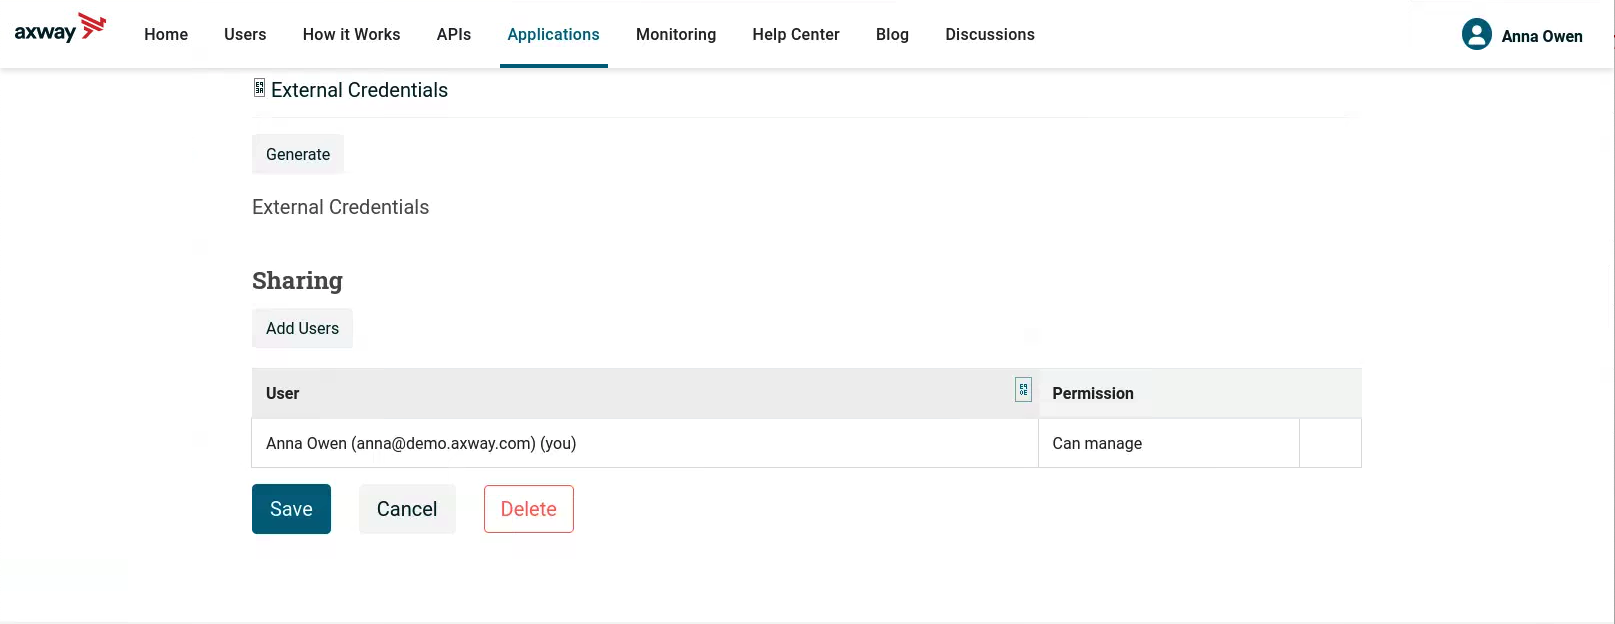 axway Home Users How it Works APIs Applications Monitoring Help Center Blog Discussions Anna Owen
External Credentials
Generate
External Credentials
Sharing
Add Users
User Permission
Anna Owen (anna@demo.axway.com) (you) Can manage
Save Cancel Delete